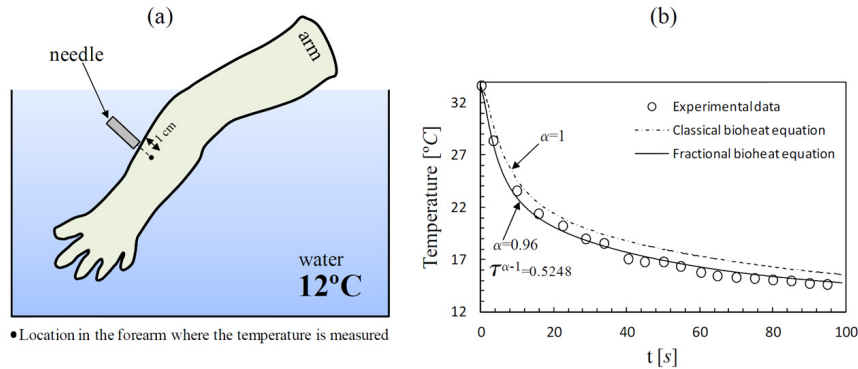 (a)
needle
arm
1 cm
water
12ºC
●Location in the forearm where the temperature is measured
(b)
Temperature [ºC]
32
27
22
17
12
0
20
40
60
80
100
t [s]
Experimental data
Classical bioheat equation
Fractional bioheat equation
α=1
α=0.96
τα-1=0.5248